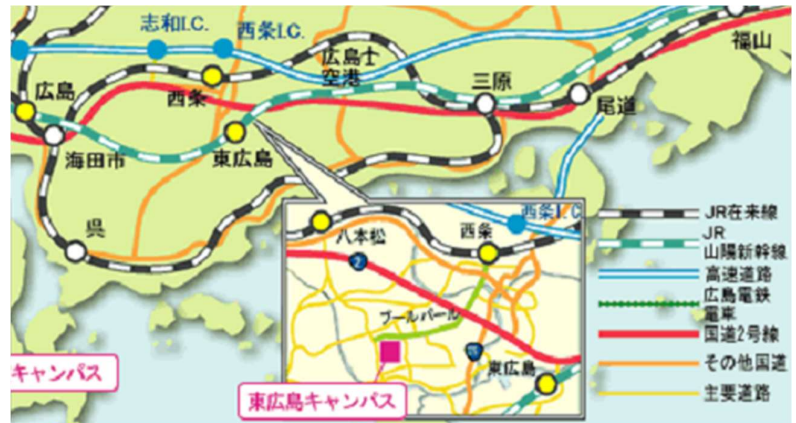 志和I.C.
西条I.C.
広島
空港
福山
三原
広島
西条
尾道
海田市
東広島
呉
西条I.C
八本松
西条
2
ブールバール
東広島
キャンパス
東広島キャンパス
JR在来線
JR
山陽新幹線
高速道路
広島電鉄
電車
国道2号線
その他国道
主要道路